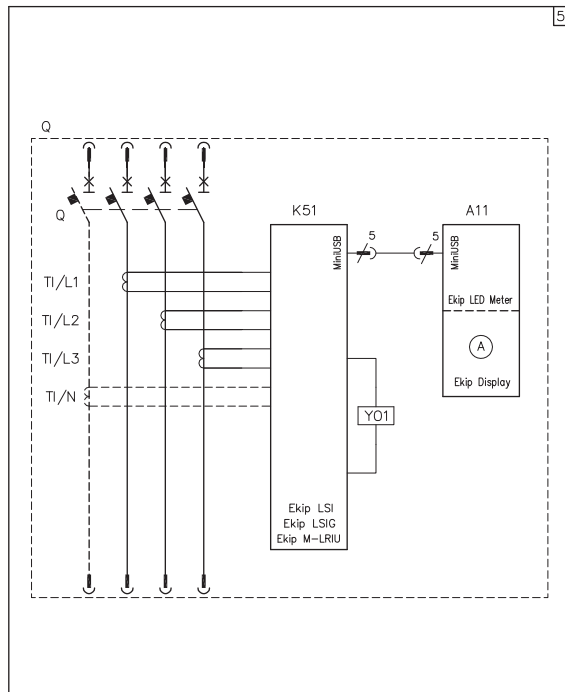 5
Q
K51
A11
Q
5
5
MiniUSB
MiniUSB
TI/L1
Ekip LED Meter
TI/L2
A
TI/L3
Ekip Display
TI/N
YO1
Ekip LSI
Ekip LSIG
Ekip M-LRIU